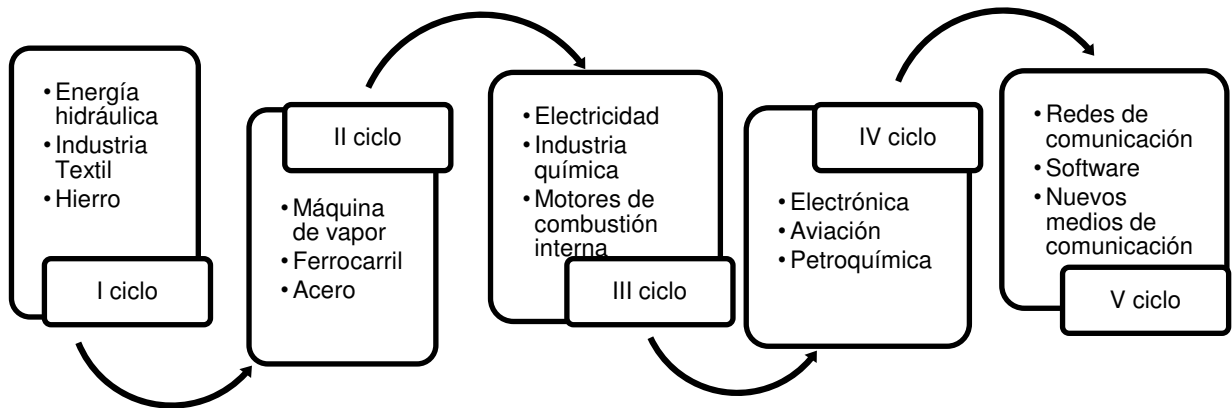 • Energía
hidráulica
• Industria
Textil
• Hierro
I ciclo
II ciclo
• Máquina
de vapor
• Ferrocarril
• Acero
• Electricidad
• Industria
química
• Motores de
combustión
interna
III ciclo
IV ciclo
• Electrónica
• Aviación
• Petroquímica
• Redes de
comunicación
• Software
• Nuevos
medios de
comunicación
V ciclo